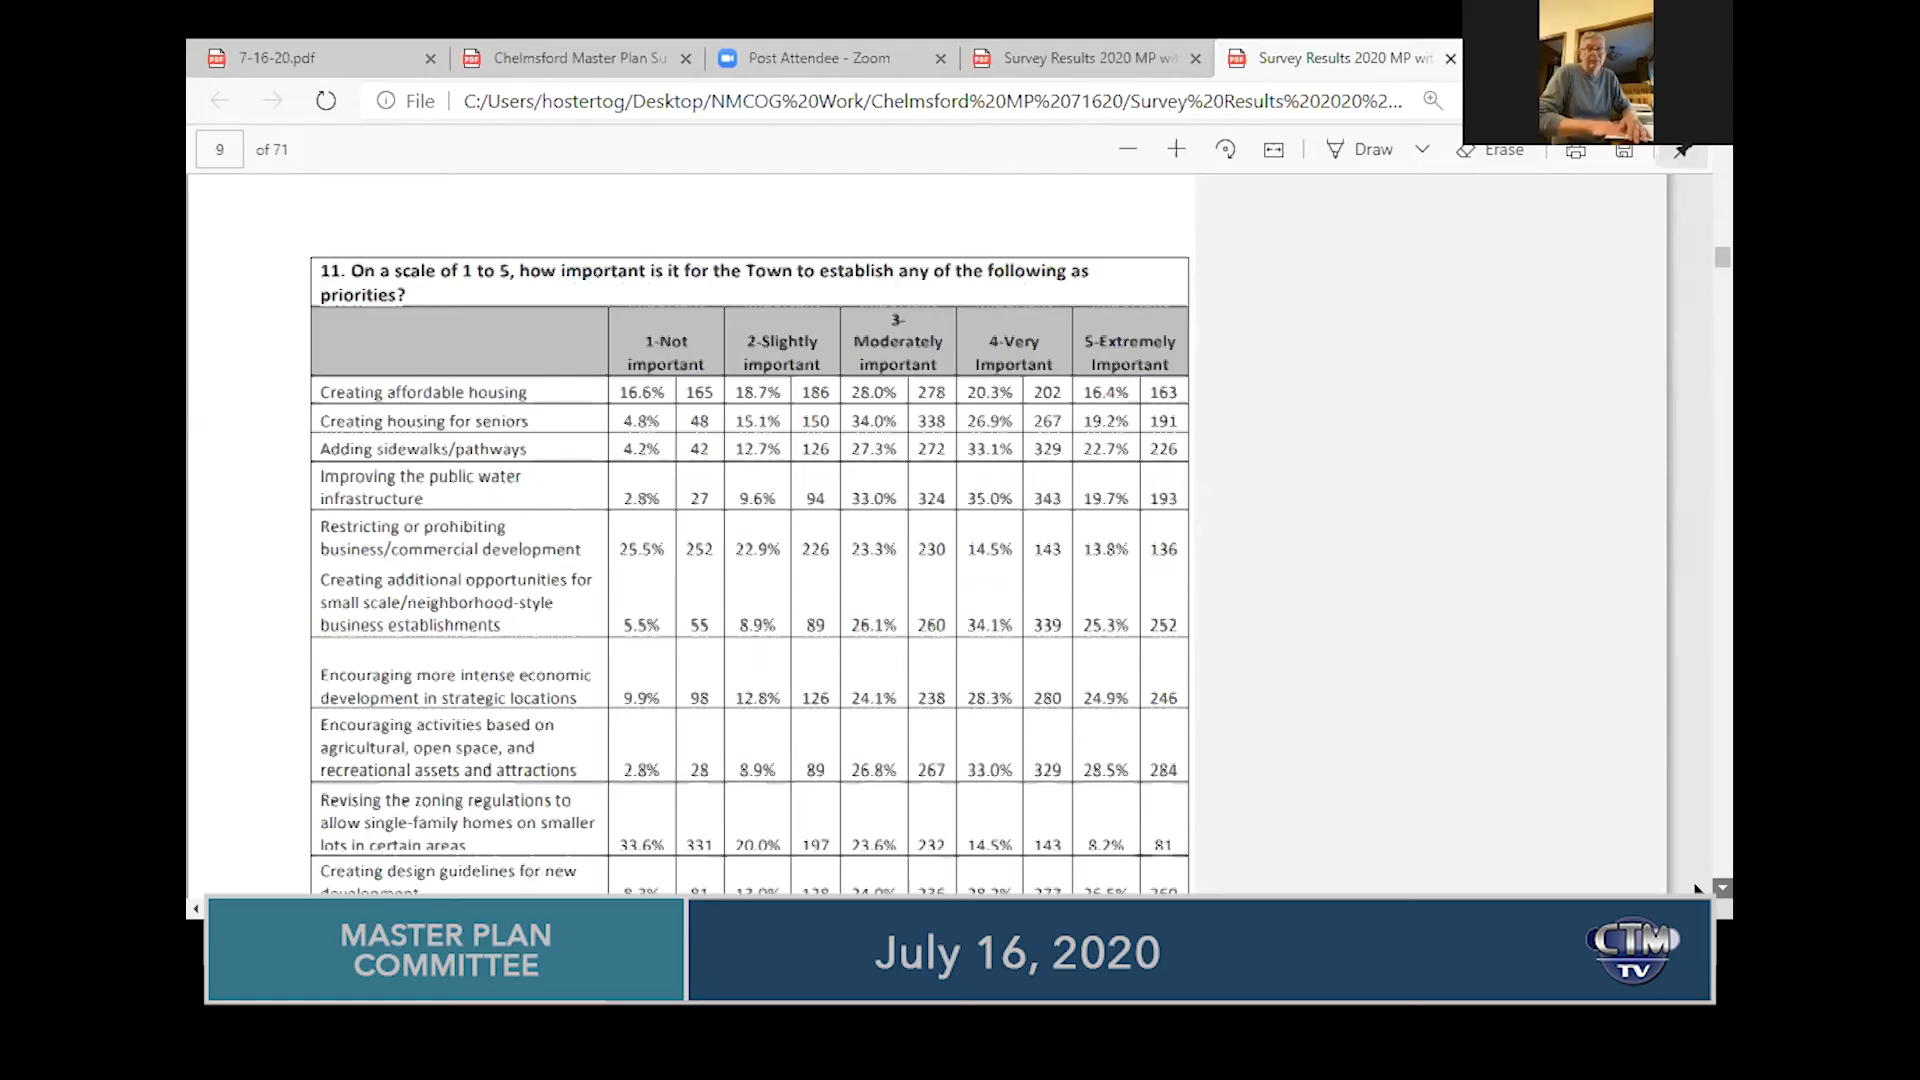 7-16-20.pdf
Chelmsford Master Plan Su
Post Attendee - Zoom
Survey Results 2020 MP wit
Survey Results 2020 MP wit
File
C:/Users/hostertog/Desktop/NMCOG%20Work/Chelmsford%20MP%2071620/Survey%20Results%202020%2...
9 of 71
Draw
Erase
11. On a scale of 1 to 5, how important is it for the Town to establish any of the following as
priorities?
1-Not important 2-Slightly important 3-Moderately important 4-Very Important 5-Extremely Important
Creating affordable housing 16.6% 165 18.7% 186 28.0% 278 20.3% 202 16.4% 163
Creating housing for seniors 4.8% 48 15.1% 150 34.0% 338 26.9% 267 19.2% 191
Adding sidewalks/pathways 4.2% 42 12.7% 126 27.3% 272 33.1% 329 22.7% 226
Improving the public water
infrastructure 2.8% 27 9.6% 94 33.0% 324 35.0% 343 19.7% 193
Restricting or prohibiting
business/commercial development 25.5% 252 22.9% 226 23.3% 230 14.5% 143 13.8% 136
Creating additional opportunities for
small scale/neighborhood-style
business establishments 5.5% 55 8.9% 89 26.1% 260 34.1% 339 25.3% 252
Encouraging more intense economic
development in strategic locations 9.9% 98 12.8% 126 24.1% 238 28.3% 280 24.9% 246
Encouraging activities based on
agricultural, open space, and
recreational assets and attractions 2.8% 28 8.9% 89 26.8% 267 33.0% 329 28.5% 284
Revising the zoning regulations to
allow single-family homes on smaller
lots in certain areas 33.6% 331 20.0% 197 23.6% 232 14.5% 143 8.2% 81
Creating design guidelines for new
MASTER PLAN
COMMITTEE
July 16, 2020
CTM
TV